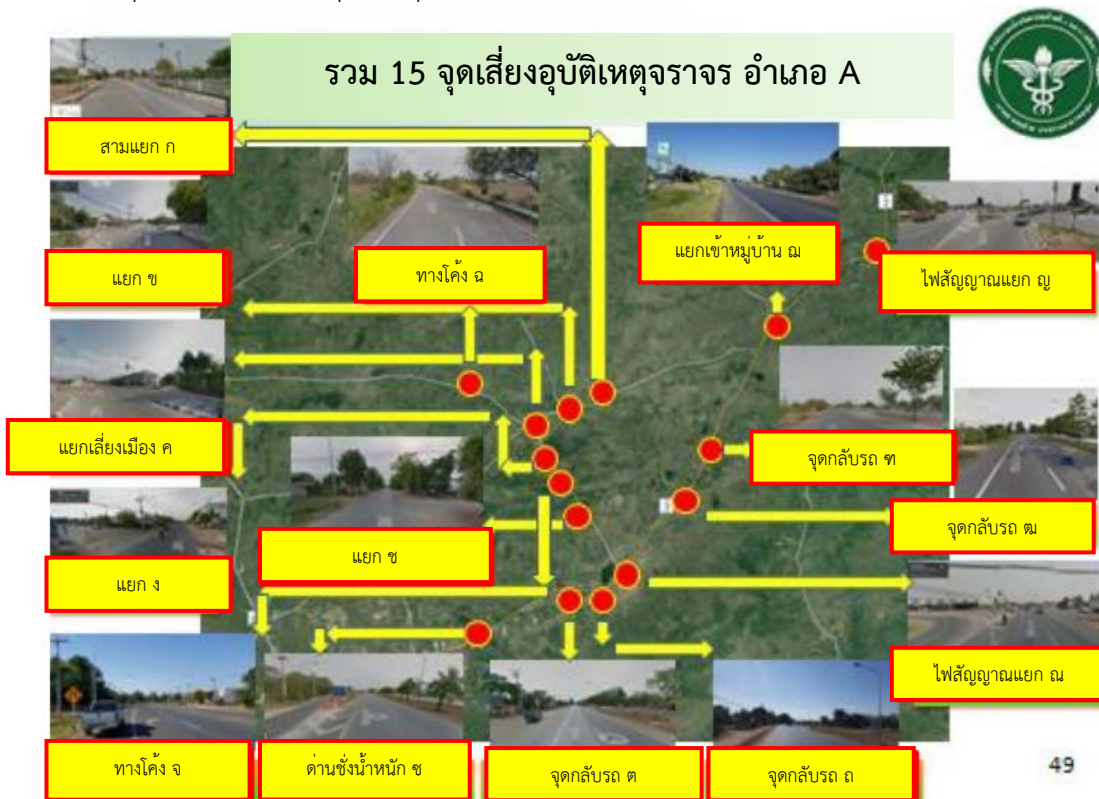 รวม 15 จุดเสี่ยงอุบัติเหตุจราจร อำเภอ A
สามแยก ก
แยก ข
ทางโค้ง ฉ
แยกเข้าหมู่บ้าน ฌ
ไฟสัญญาณแยก ญ
แยกเลี่ยงเมือง ค
จุดกลับรถ ฑ
จุดกลับรถ ฒ
แยก ช
แยก ง
ไฟสัญญาณแยก ณ
ทางโค้ง จ
ด่านชั่งน้ำหนัก ซ
จุดกลับรถ ต
จุดกลับรถ ถ
49